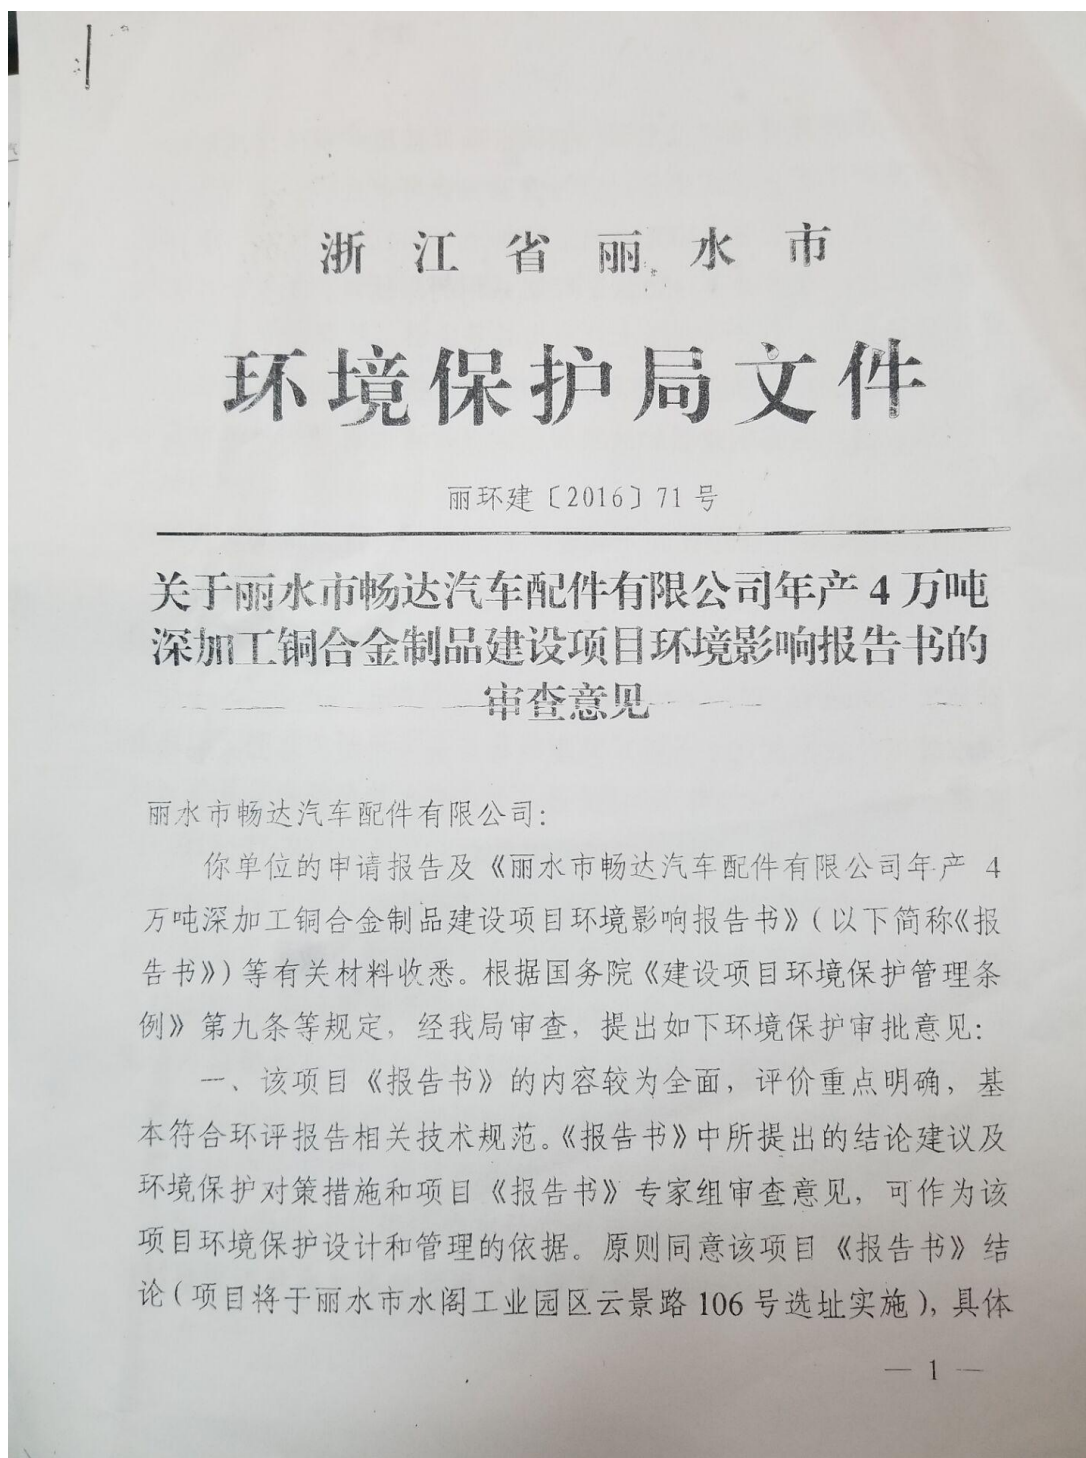 浙江省丽水市
环境保护局文件
丽环建〔2016〕71号
关于丽水市畅达汽车配件有限公司年产4万吨
深加工铜合金制品建设项目环境影响报告书的
审查意见
丽水市畅达汽车配件有限公司：
你单位的申请报告及《丽水市畅达汽车配件有限公司年产 4
万吨深加工铜合金制品建设项目环境影响报告书》（以下简称《报
告书》）等有关材料收悉。根据国务院《建设项目环境保护管理条
例》第九条等规定，经我局审查，提出如下环境保护审批意见：
一、该项目《报告书》的内容较为全面，评价重点明确，基
本符合环评报告相关技术规范。《报告书》中所提出的结论建议及
环境保护对策措施和项目《报告书》专家组审查意见，可作为该
项目环境保护设计和管理的依据。原则同意该项目《报告书》结
论（项目将于丽水市水阁工业园区云景路 106 号选址实施），具体
— 1 —